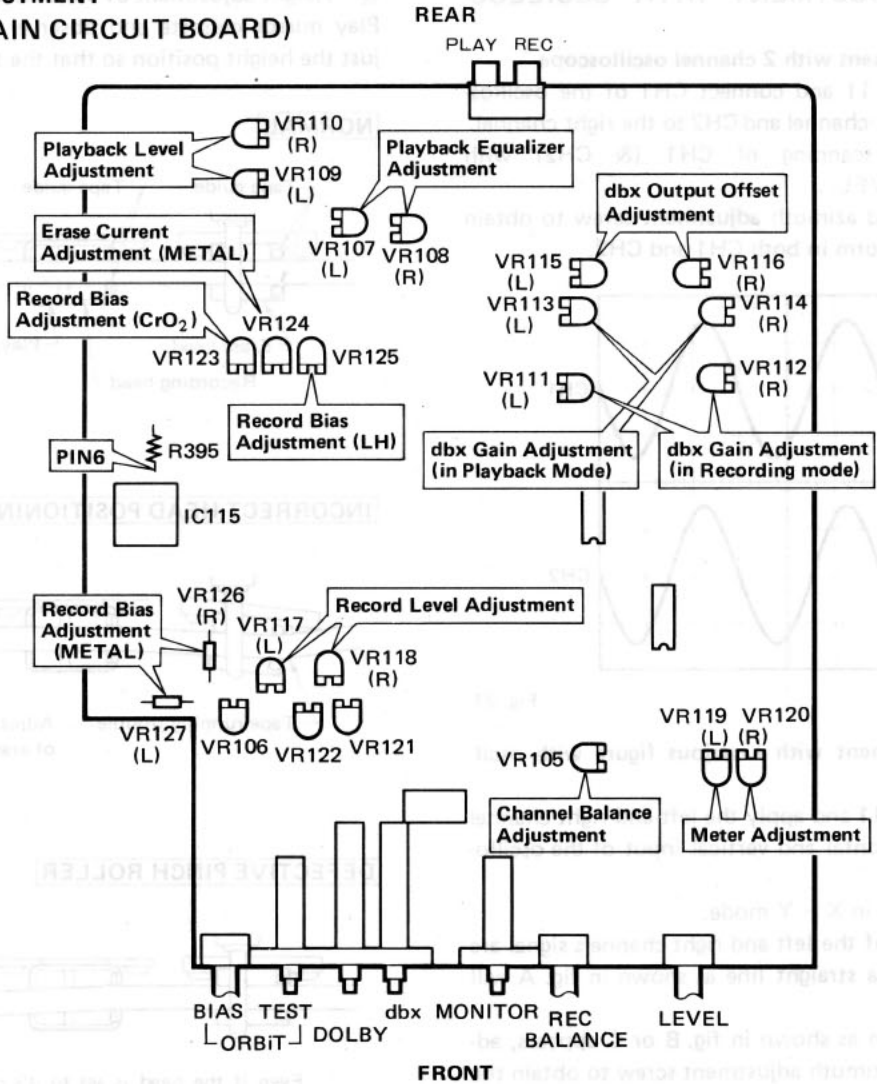 USTMENT
AIN CIRCUIT BOARD)
REAR
PLAY REC
VR110
(R)
Playback Level
Adjustment
VR109
(L)
Playback Equalizer
Adjustment
VR107
(L)
VR108
(R)
dbx Output Offset
Adjustment
Erase Current
Adjustment (METAL)
VR115
(L)
VR116
(R)
Record Bias
Adjustment (CrO2)
VR124
VR113
(L)
VR114
(R)
VR123
VR125
VR111
(L)
VR112
(R)
Record Bias
Adjustment (LH)
dbx Gain Adjustment
(in Playback Mode)
dbx Gain Adjustment
(in Recording mode)
PIN6
R395
IC115
Record Bias
Adjustment
(METAL)
VR126
(R)
VR117
(L)
Record Level Adjustment
VR118
(R)
VR127
(L)
VR106
VR122
VR121
VR119
(L)
VR120
(R)
VR105
Channel Balance
Adjustment
Meter Adjustment
BIAS TEST
ORBiT
DOLBY
dbx
MONITOR
REC
BALANCE
LEVEL
FRONT